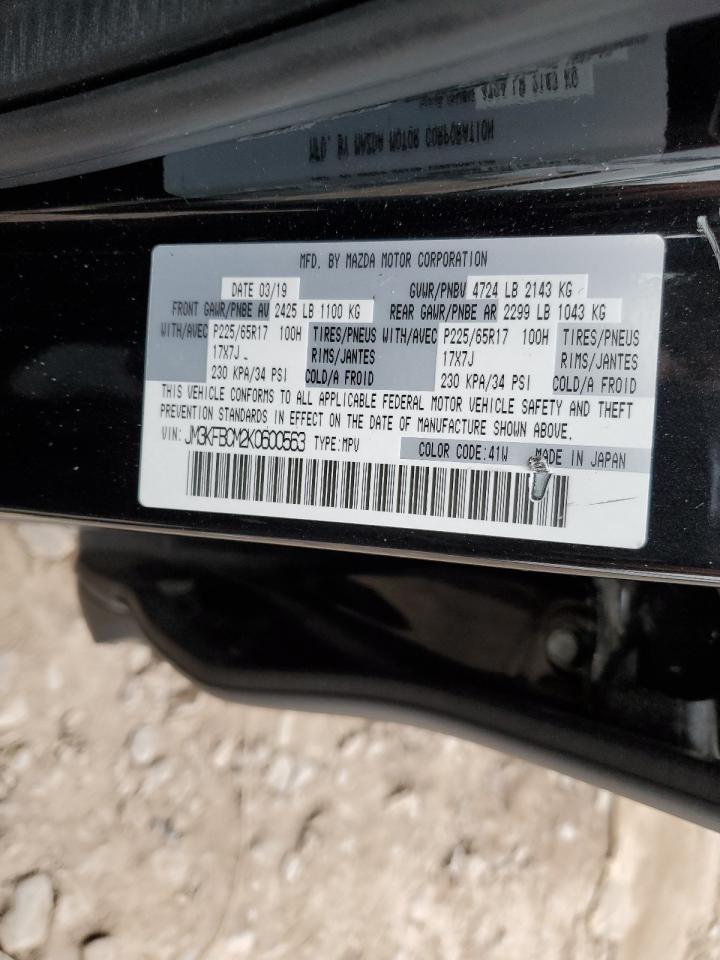 MFD. BY MAZDA MOTOR CORPORATION
MFD. BY MAZDA MOTOR CORPORATION
DATE 03/19 GVWR/PNBV 4724 LB 2143 KG
FRONT GAWR/PNBE AV 2425 LB 1100 KG REAR GAWR/PNBE AR 2299 LB 1043 KG
WITH/AVEC P225/65R17 100H TIRES/PNEUS WITH/AVEC P225/65R17 100H TIRES/PNEUS
17X7J RIMS/JANTES 17X7J RIMS/JANTES
230 KPA/34 PSI COLD/A FROID 230 KPA/34 PSI COLD/A FROID
THIS VEHICLE CONFORMS TO ALL APPLICABLE FEDERAL MOTOR VEHICLE SAFETY AND THEFT
PREVENTION STANDARDS IN EFFECT ON THE DATE OF MANUFACTURE SHOWN ABOVE.
VIN: JM3KFBCM2K0600563 TYPE:MPV COLOR CODE:41W MADE IN JAPAN